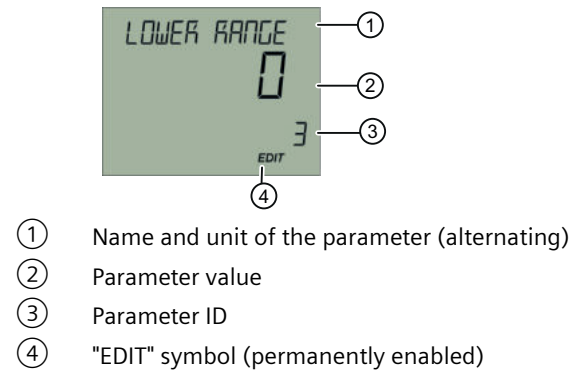 LOWER RANGE ①
0 ②
3 ③
EDIT
④
① Name and unit of the parameter (alternating)
② Parameter value
③ Parameter ID
④ "EDIT" symbol (permanently enabled)